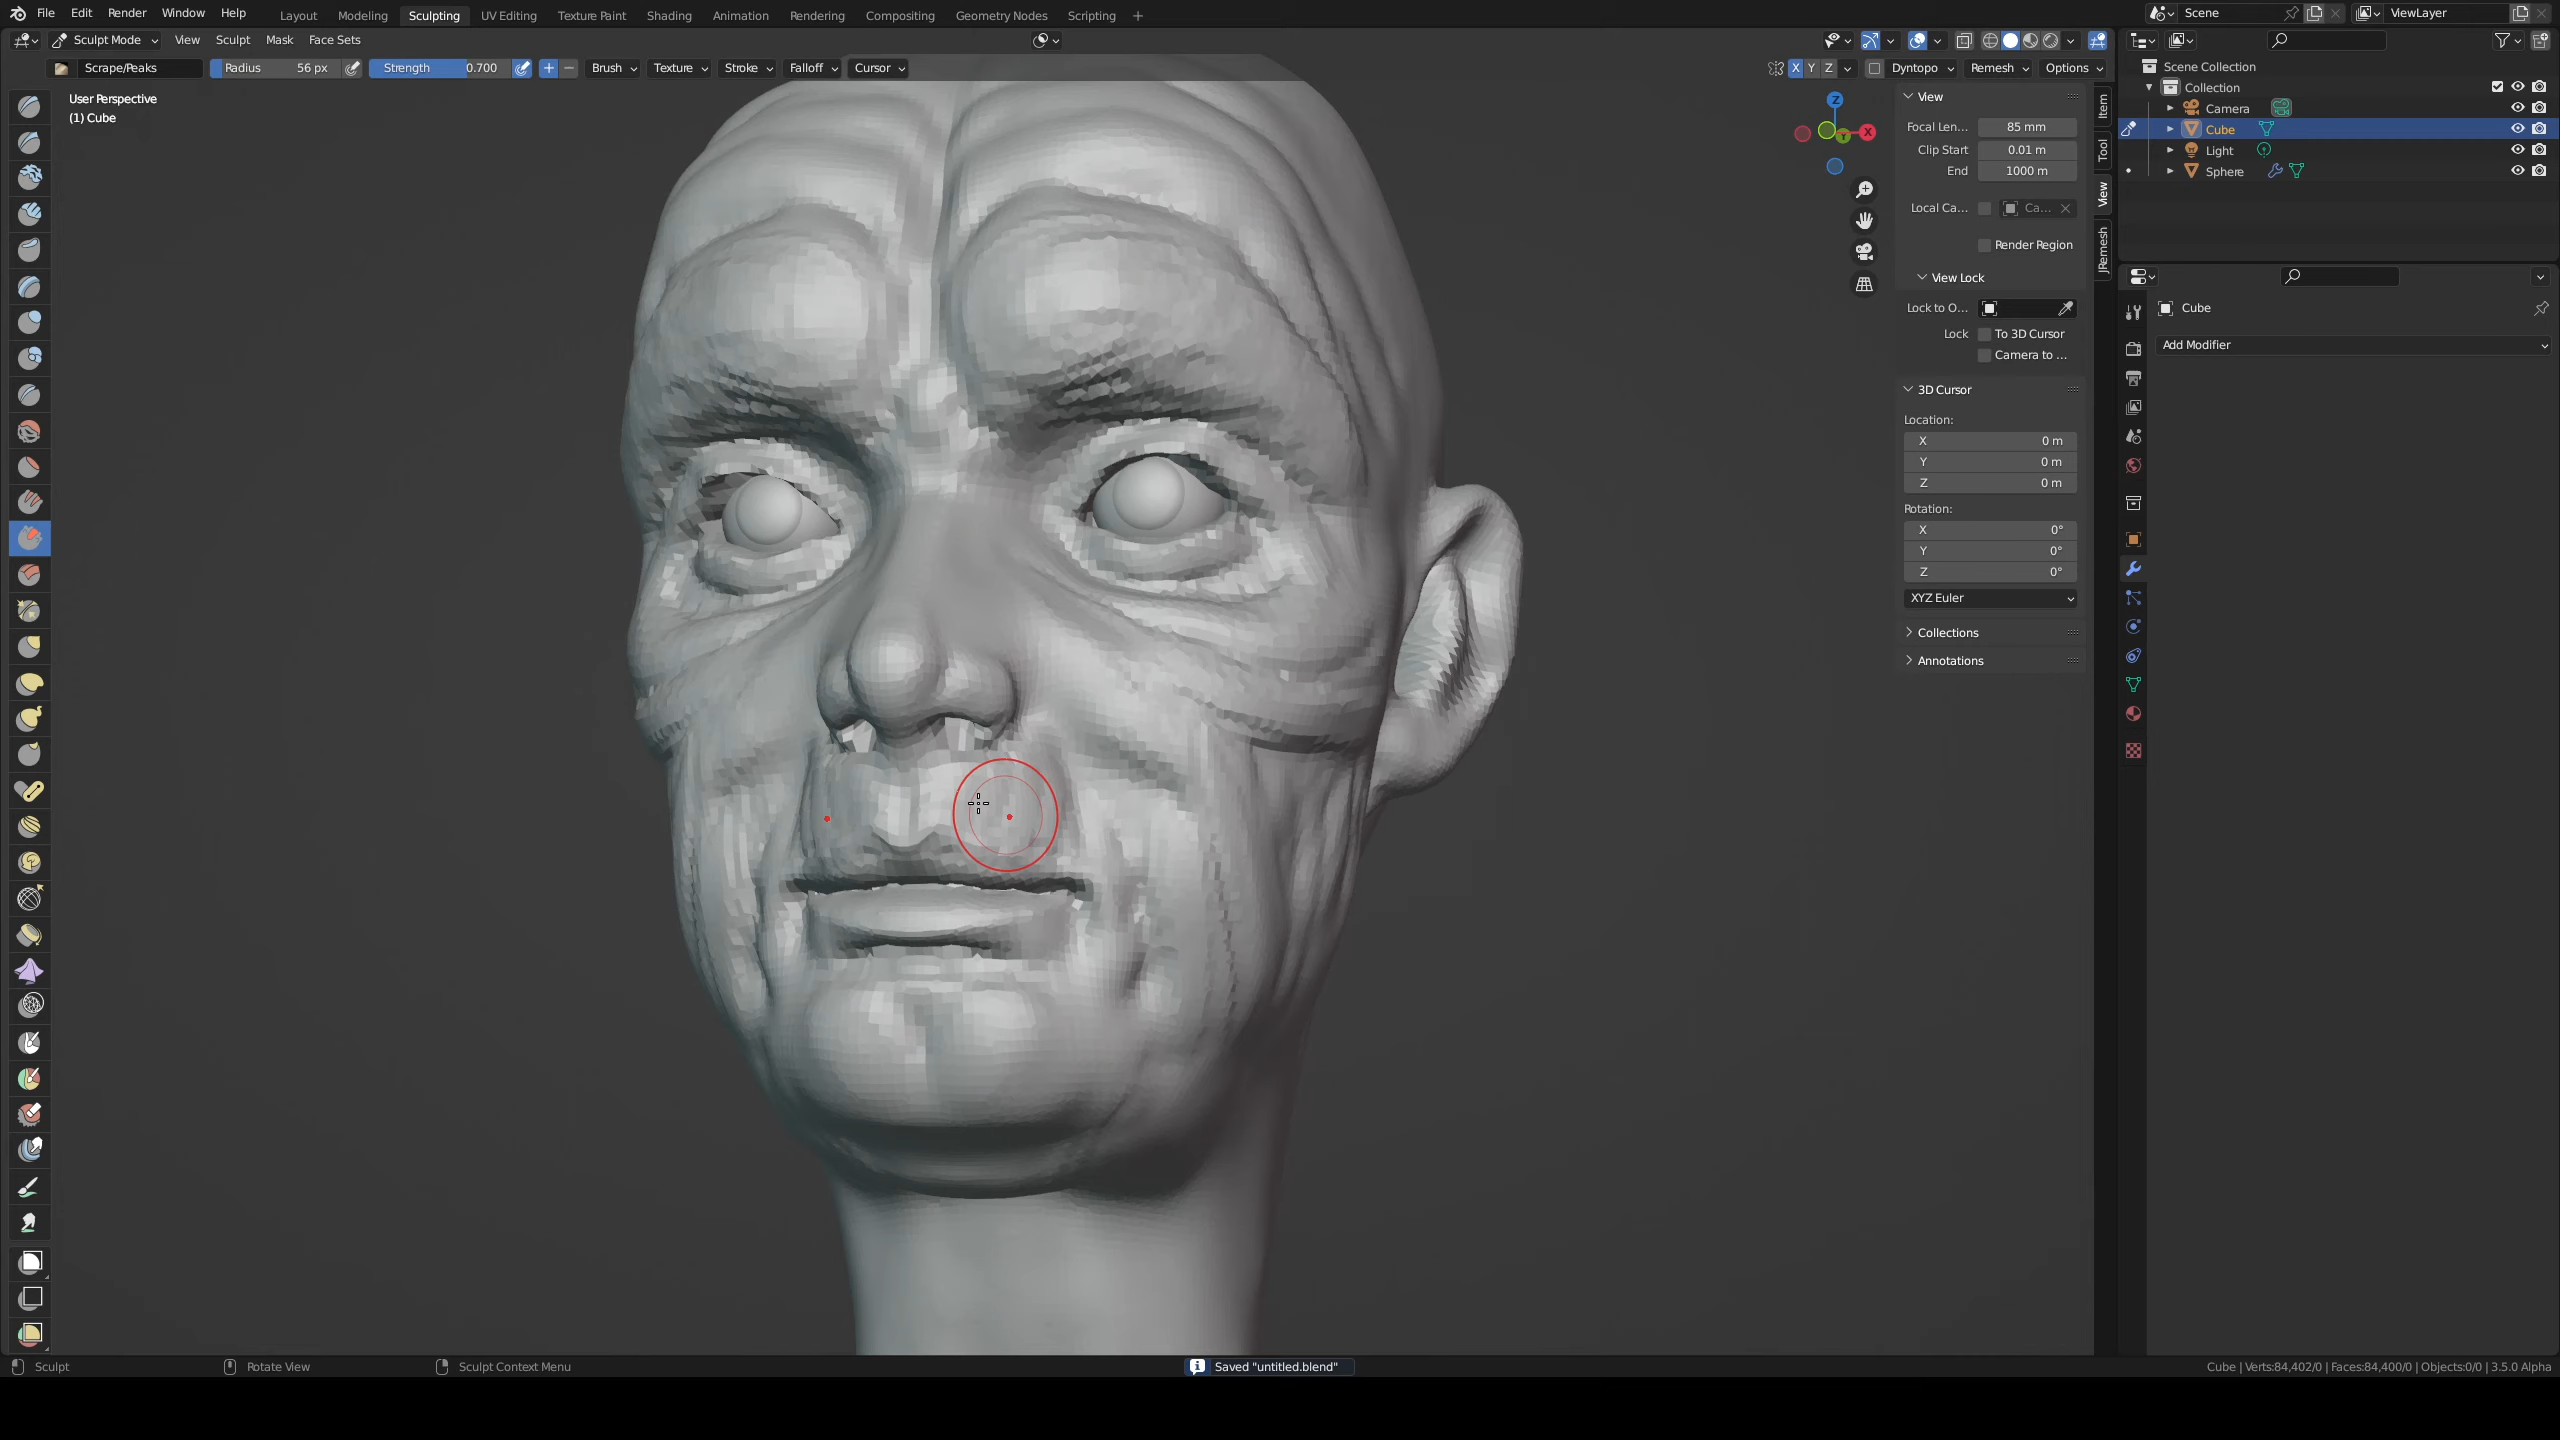 File Edit Render Window Help Layout Modeling Sculpting UV Editing Texture Paint Shading Animation Rendering Compositing Geometry Nodes Scripting + Scene ViewLayer
Sculpt Mode View Sculpt Mask Face Sets
Scrape/Peaks Radius 56 px Strength 0.700 + − Brush Texture Stroke Falloff Cursor X Y Z Dyntopo Remesh Options
User Perspective
(1) Cube
Z
X
Y
View
Focal Len... 85 mm
Clip Start 0.01 m
End 1000 m
Local Ca... Ca...
Render Region
View Lock
Lock to O...
Lock To 3D Cursor
Camera to ...
3D Cursor
Location:
X 0 m
Y 0 m
Z 0 m
Rotation:
X 0°
Y 0°
Z 0°
XYZ Euler
Collections
Annotations
Item
Tool
View
JRemesh
Scene Collection
Collection
Camera
Cube
Light
Sphere
Cube
Add Modifier
Sculpt Rotate View Sculpt Context Menu Saved "untitled.blend" Cube | Verts:84,402/0 | Faces:84,400/0 | Objects:0/0 | 3.5.0 Alpha